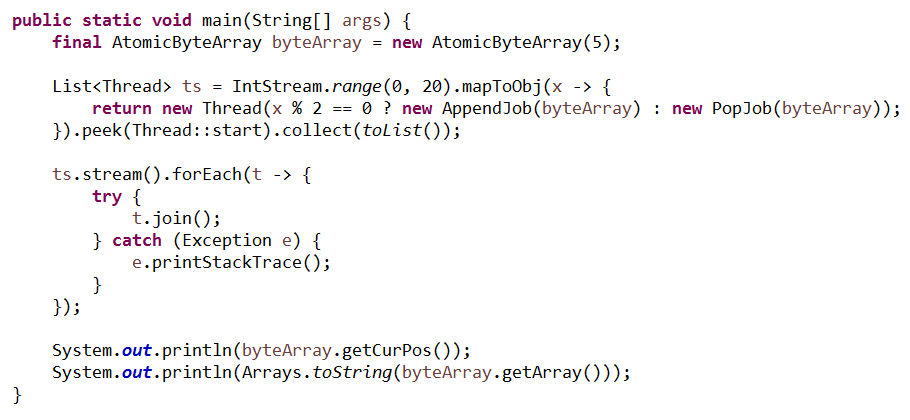 public static void main(String[] args) {
    final AtomicByteArray byteArray = new AtomicByteArray(5);

    List<Thread> ts = IntStream.range(0, 20).mapToObj(x -> {
        return new Thread(x % 2 == 0 ? new AppendJob(byteArray) : new PopJob(byteArray));
    }).peek(Thread::start).collect(toList());

    ts.stream().forEach(t -> {
        try {
            t.join();
        } catch (Exception e) {
            e.printStackTrace();
        }
    });

    System.out.println(byteArray.getCurPos());
    System.out.println(Arrays.toString(byteArray.getArray()));
}